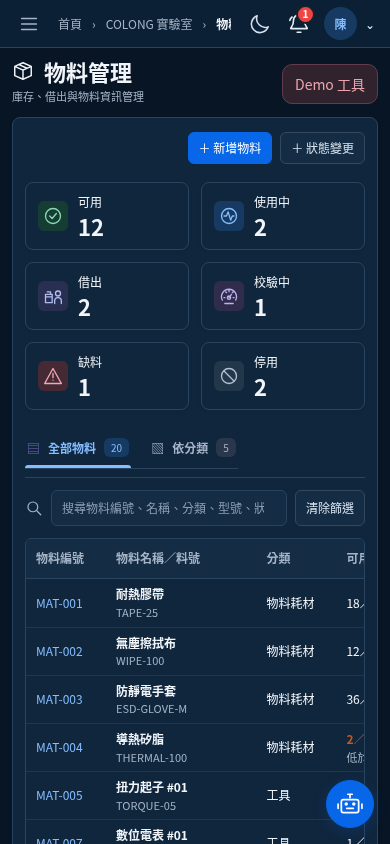 首頁 › COLONG 實驗室 › 物料
1
陳
物料管理
庫存、借出與物料資訊管理
Demo 工具
＋ 新增物料
＋ 狀態變更
可用
12
使用中
2
借出
2
校驗中
1
缺料
1
停用
2
全部物料 20
依分類 5
搜尋物料編號、名稱、分類、型號、狀
清除篩選
物料編號 物料名稱／料號 分類 可用
MAT-001 耐熱膠帶 物料耗材 18／
TAPE-25
MAT-002 無塵擦拭布 物料耗材 12／
WIPE-100
MAT-003 防靜電手套 物料耗材 36／
ESD-GLOVE-M
MAT-004 導熱矽脂 物料耗材 2／
THERMAL-100 低於
MAT-005 扭力起子 #01 工具
TORQUE-05
MAT-007 數位電表 #01 工具 1／